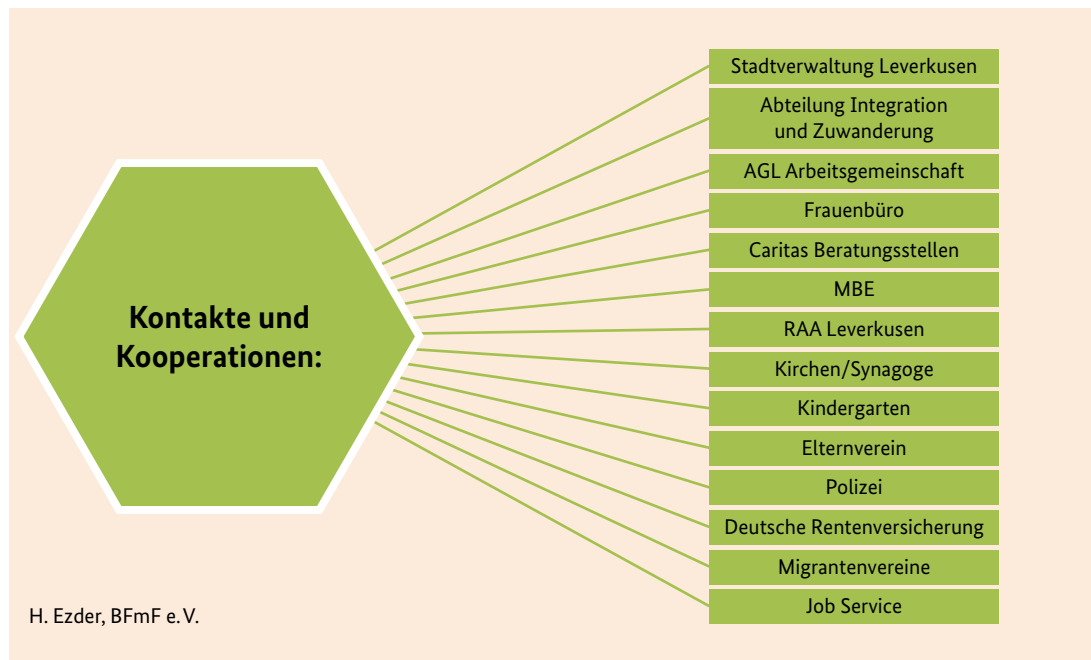 Kontakte und
Kooperationen:
Stadtverwaltung Leverkusen
Abteilung Integration
und Zuwanderung
AGL Arbeitsgemeinschaft
Frauenbüro
Caritas Beratungsstellen
MBE
RAA Leverkusen
Kirchen/Synagoge
Kindergarten
Elternverein
Polizei
Deutsche Rentenversicherung
Migrantenvereine
Job Service
H. Ezder, BFmF e. V.